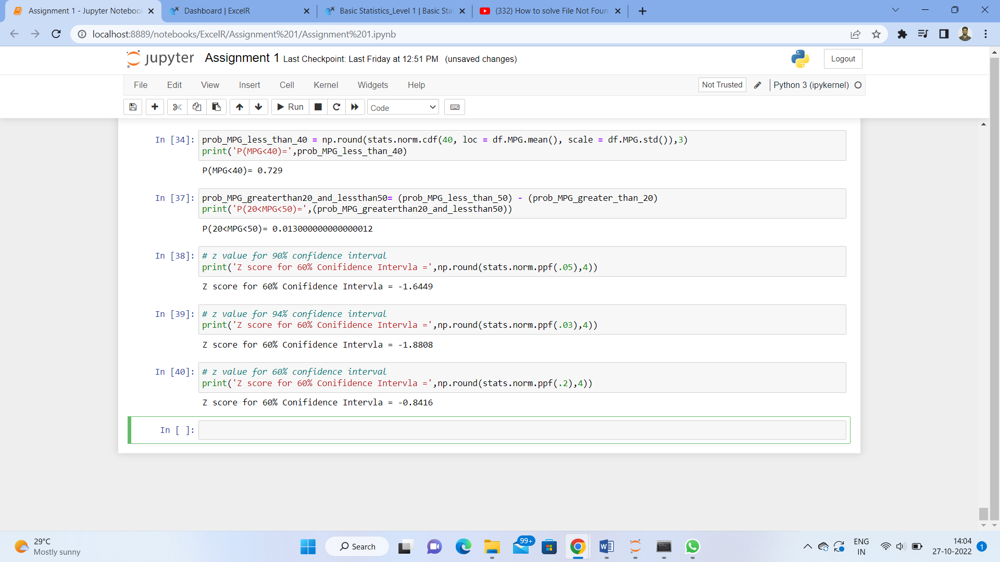 Assignment 1 - Jupyter Notebook
Dashboard | ExcelR
Basic Statistics_Level 1 | Basic Sta
(332) How to solve File Not Foun
localhost:8889/notebooks/ExcelR/Assignment%201/Assignment%201.ipynb
jupyter Assignment 1 Last Checkpoint: Last Friday at 12:51 PM (unsaved changes)
Logout
File Edit View Insert Cell Kernel Widgets Help
Not Trusted
Python 3 (ipykernel)
Run
Code
In [34]: prob_MPG_less_than_40 = np.round(stats.norm.cdf(40, loc = df.MPG.mean(), scale = df.MPG.std()),3)
print('P(MPG<40)=',prob_MPG_less_than_40)
P(MPG<40)= 0.729
In [37]: prob_MPG_greaterthan20_and_lessthan50= (prob_MPG_less_than_50) - (prob_MPG_greater_than_20)
print('P(20<MPG<50)=',(prob_MPG_greaterthan20_and_lessthan50))
P(20<MPG<50)= 0.013000000000000012
In [38]: # z value for 90% confidence interval
print('Z score for 60% Conifidence Intervla =',np.round(stats.norm.ppf(.05),4))
Z score for 60% Conifidence Intervla = -1.6449
In [39]: # z value for 94% confidence interval
print('Z score for 60% Conifidence Intervla =',np.round(stats.norm.ppf(.03),4))
Z score for 60% Conifidence Intervla = -1.8808
In [40]: # z value for 60% confidence interval
print('Z score for 60% Conifidence Intervla =',np.round(stats.norm.ppf(.2),4))
Z score for 60% Conifidence Intervla = -0.8416
In [ ]:
29°C
Mostly sunny
Search
99+
ENG
IN
14:04
27-10-2022
1